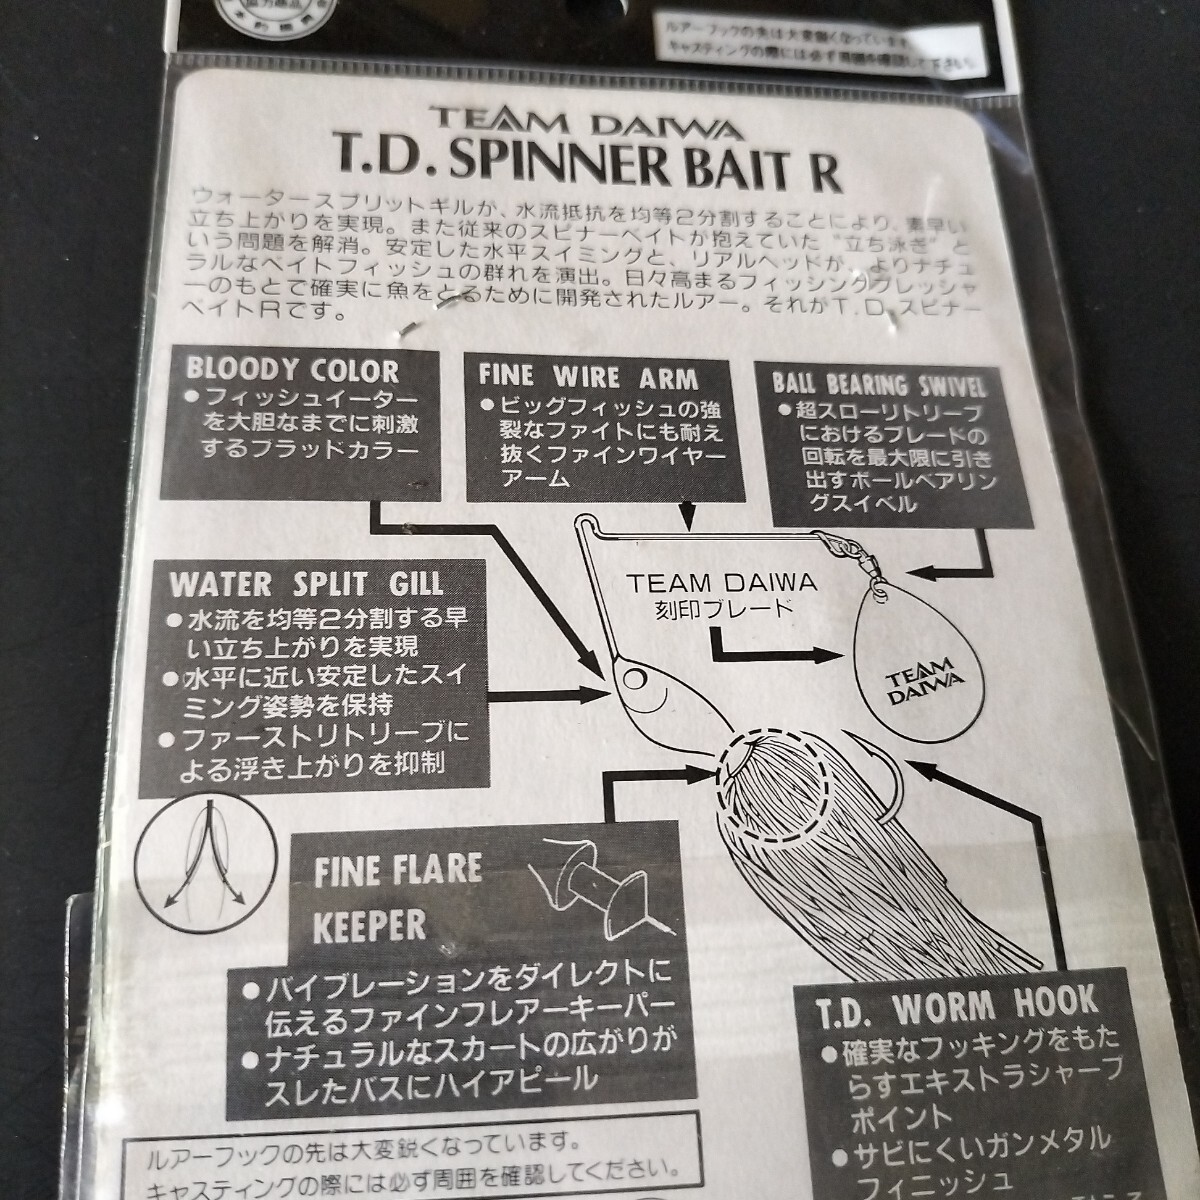 ルアーフックの先は大変鋭くなっています。
キャスティングの際には必ず周囲を確認して下さい。
TEAM DAIWA
T.D. SPINNER BAIT R
ウォータースプリットギルが、水流抵抗を均等2分割することにより、素早い
立ち上がりを実現。また従来のスピナーベイトが抱えていた“立ち泳ぎ”と
いう問題を解消。安定した水平スイミングと、リアルヘッドが、よりナチュ
ラルなベイトフィッシュの群れを演出。日々高まるフィッシングプレッシャ
ーのもとで確実に魚をとるために開発されたルアー。それがT.D.スピナー
ベイトRです。
BLOODY COLOR
●フィッシュイーター
を大胆なまでに刺激
するブラッドカラー
FINE WIRE ARM
●ビッグフィッシュの強
裂なファイトにも耐え
抜くファインワイヤー
アーム
BALL BEARING SWIVEL
●超スローリトリーブ
におけるブレードの
回転を最大限に引き
出すボールベアリン
グスイベル
WATER SPLIT GILL
●水流を均等2分割する早
い立ち上がりを実現
●水平に近い安定したスイ
ミング姿勢を保持
●ファーストリトリーブに
よる浮き上がりを抑制
TEAM DAIWA
刻印ブレード
TEAM
DAIWA
FINE FLARE
KEEPER
●バイブレーションをダイレクトに
伝えるファインフレアーキーパー
●ナチュラルなスカートの広がりが
スレたバスにハイアピール
T.D. WORM HOOK
●確実なフッキングをもた
らすエキストラシャープ
ポイント
●サビにくいガンメタル
フィニッシュ
ルアーフックの先は大変鋭くなっています。
キャスティングの際には必ず周囲を確認してください。